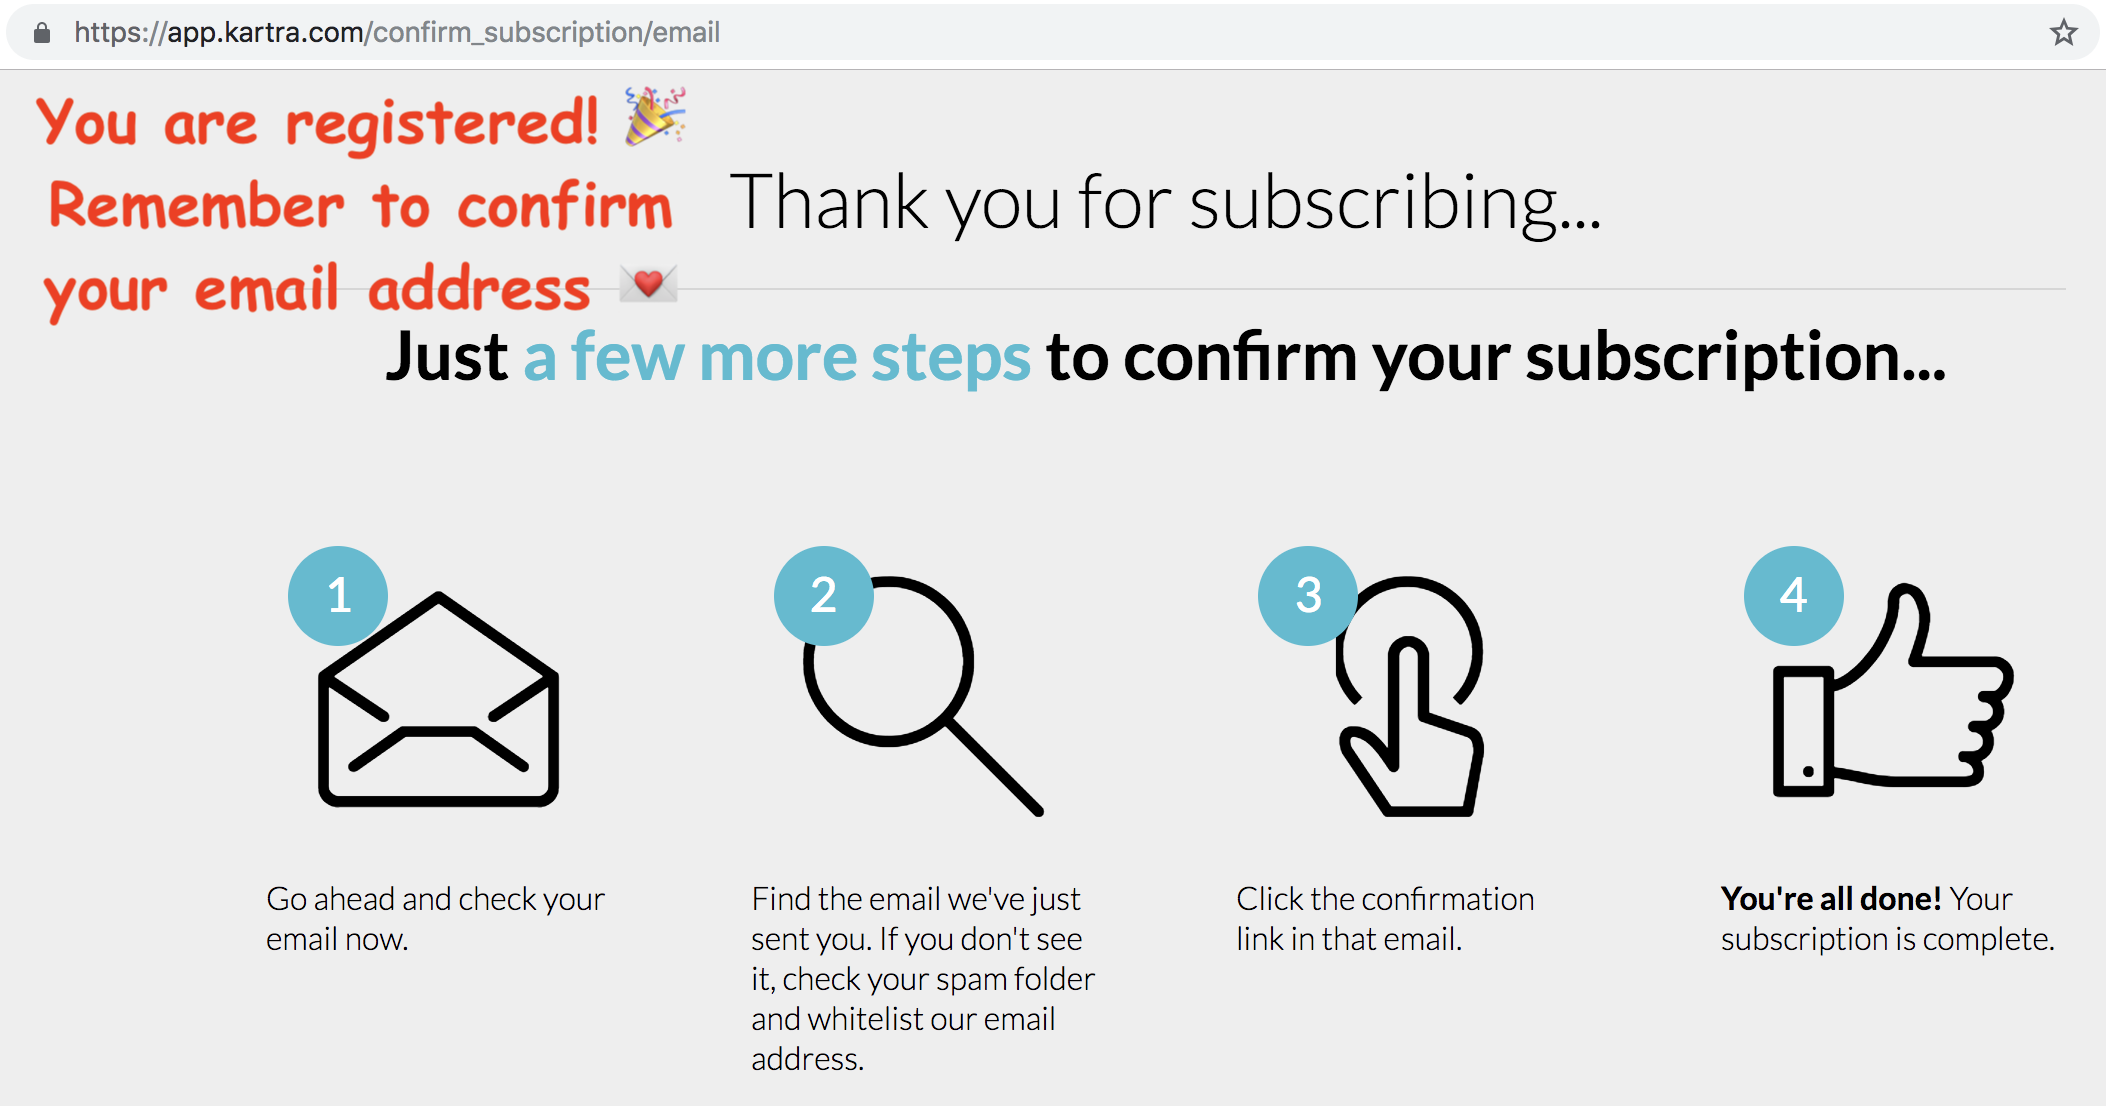 https://app.kartra.com/confirm_subscription/email
You are registered! 🎉
Remember to confirm
your email address 💌
Thank you for subscribing...
Just a few more steps to confirm your subscription...
1
Go ahead and check your
email now.
2
Find the email we've just
sent you. If you don't see
it, check your spam folder
and whitelist our email
address.
3
Click the confirmation
link in that email.
4
You're all done! Your
subscription is complete.